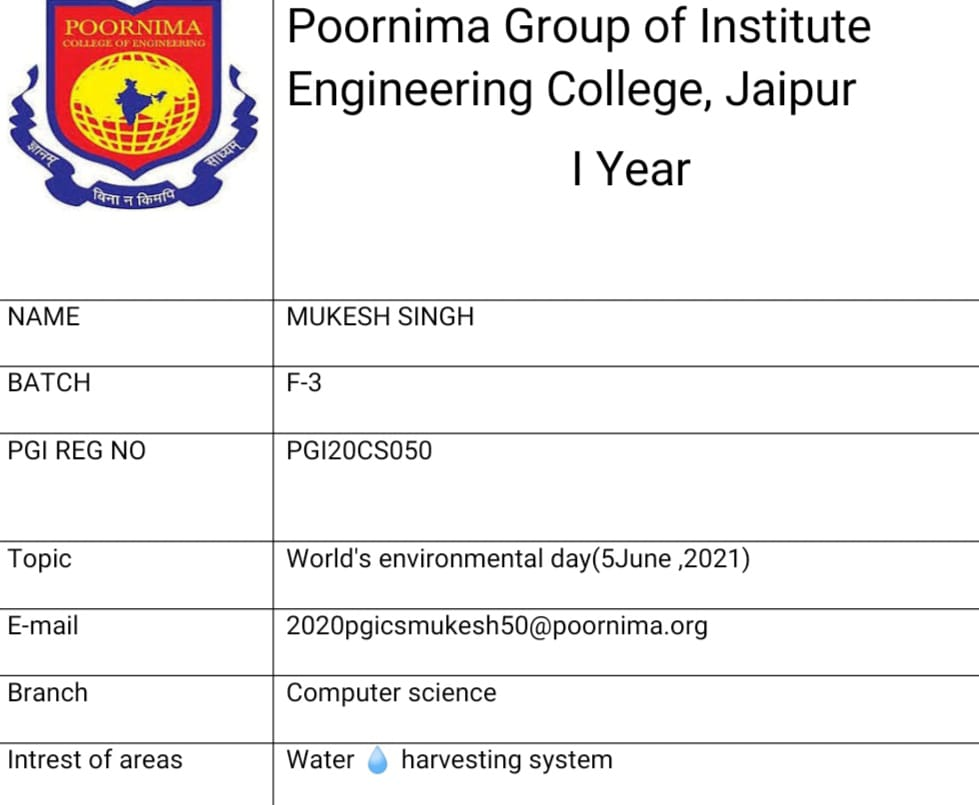 POORNIMA
COLLEGE OF ENGINEERING
ज्ञानम्
बिना न किमपि
साध्यम्
Poornima Group of Institute
Engineering College, Jaipur
I Year
NAME
MUKESH SINGH
BATCH
F-3
PGI REG NO
PGI20CS050
Topic
World's environmental day(5June ,2021)
E-mail
2020pgicsmukesh50@poornima.org
Branch
Computer science
Intrest of areas
Water 💧 harvesting system